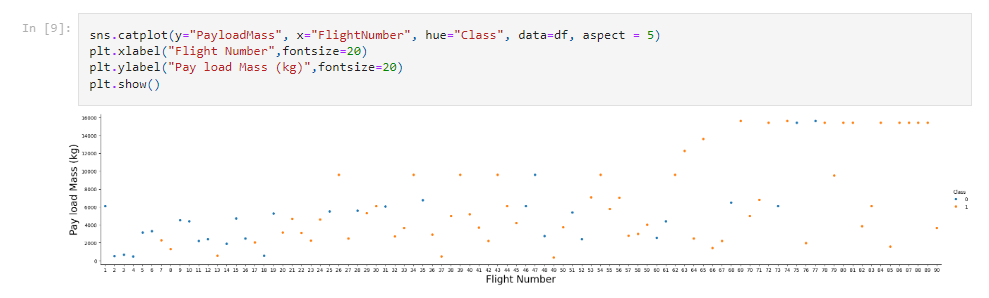 In [9]:
sns.catplot(y="PayloadMass", x="FlightNumber", hue="Class", data=df, aspect = 5)
plt.xlabel("Flight Number",fontsize=20)
plt.ylabel("Pay load Mass (kg)",fontsize=20)
plt.show()
Pay load Mass (kg)
16000
14000
12000
10000
8000
6000
4000
2000
0
1 2 3 4 5 6 7 8 9 10 11 12 13 14 15 16 17 18 19 20 21 22 23 24 25 26 27 28 29 30 31 32 33 34 35 36 37 38 39 40 41 42 43 44 45 46 47 48 49 50 51 52 53 54 55 56 57 58 59 60 61 62 63 64 65 66 67 68 69 70 71 72 73 74 75 76 77 78 79 80 81 82 83 84 85 86 87 88 89 90
Flight Number
Class
0
1